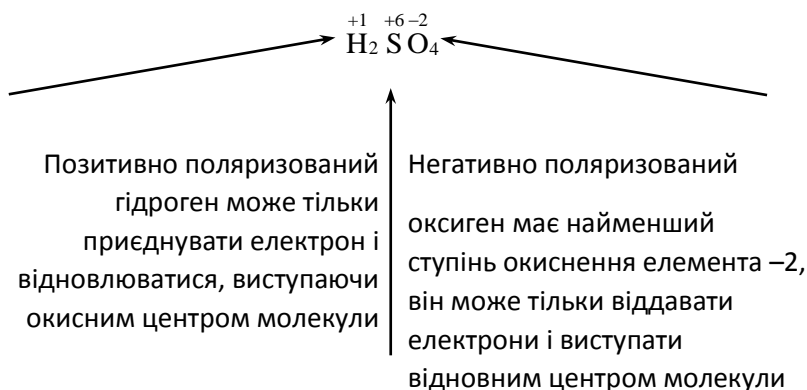 +1 +6 –2
H2 S O4
Позитивно поляризований
гідроген може тільки
приєднувати електрон і
відновлюватися, виступаючи
окисним центром молекули
Негативно поляризований
оксиген має найменший
ступінь окиснення елемента –2,
він може тільки віддавати
електрони і виступати
відновним центром молекули